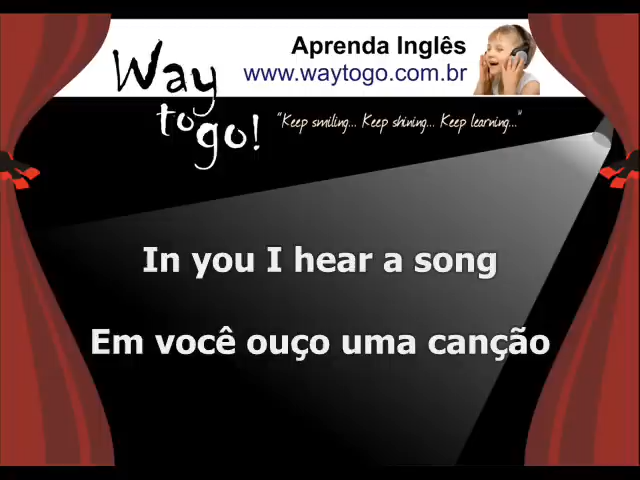 Way
to
go!
Aprenda Inglês
www.waytogo.com.br
"Keep smiling... Keep shining... Keep learning..."
In you I hear a song
Em você ouço uma canção